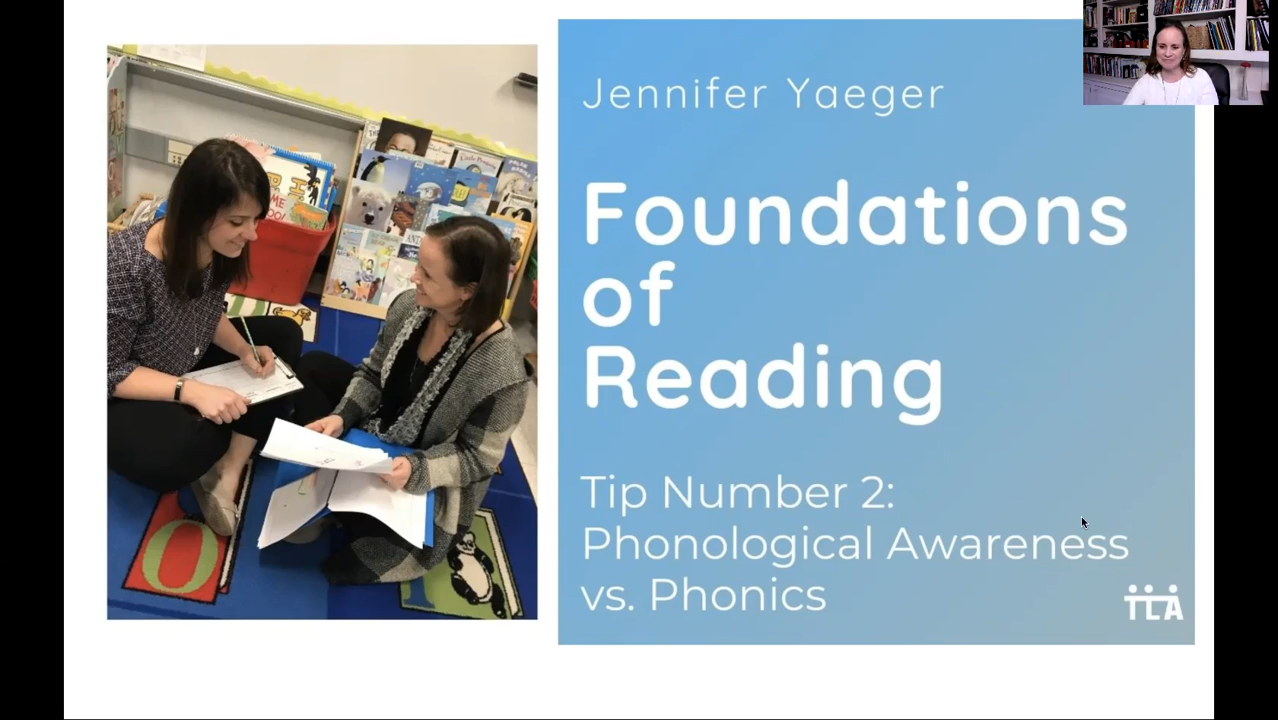 Jennifer Yaeger
Foundations
of
Reading
Tip Number 2:
Phonological Awareness
vs. Phonics
TLA
O